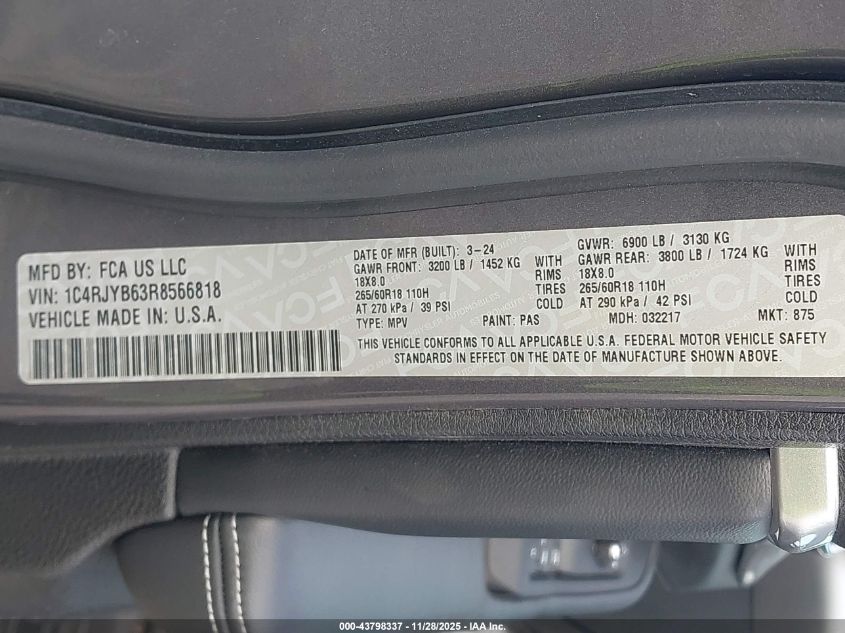 MFD BY: FCA US LLC
VIN: 1C4RJYB63R8566818
VEHICLE MADE IN: U.S.A.
DATE OF MFR (BUILT): 3-24
GAWR FRONT: 3200 LB / 1452 KG WITH
18X8.0 RIMS
265/60R18 110H TIRES
AT 270 kPa / 39 PSI COLD
TYPE: MPV PAINT: PAS
GVWR: 6900 LB / 3130 KG
GAWR REAR: 3800 LB / 1724 KG WITH
18X8.0 RIMS
265/60R18 110H TIRES
AT 290 kPa / 42 PSI COLD
MDH: 032217 MKT: 875
THIS VEHICLE CONFORMS TO ALL APPLICABLE U.S.A. FEDERAL MOTOR VEHICLE SAFETY
STANDARDS IN EFFECT ON THE DATE OF MANUFACTURE SHOWN ABOVE.
000-43798337 - 11/28/2025 - IAA Inc.